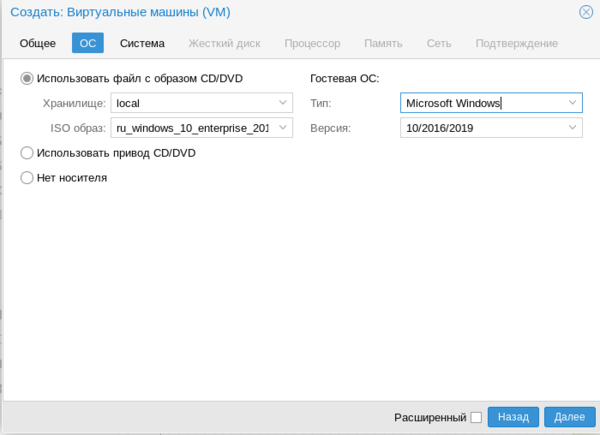 Создать: Виртуальные машины (VM)
Общее ОС Система Жесткий диск Процессор Память Сеть Подтверждение
Использовать файл с образом CD/DVD Гостевая ОС:
Хранилище: local Тип: Microsoft Windows
ISO образ: ru_windows_10_enterprise_201 Версия: 10/2016/2019
Использовать привод CD/DVD
Нет носителя
Расширенный Назад Далее